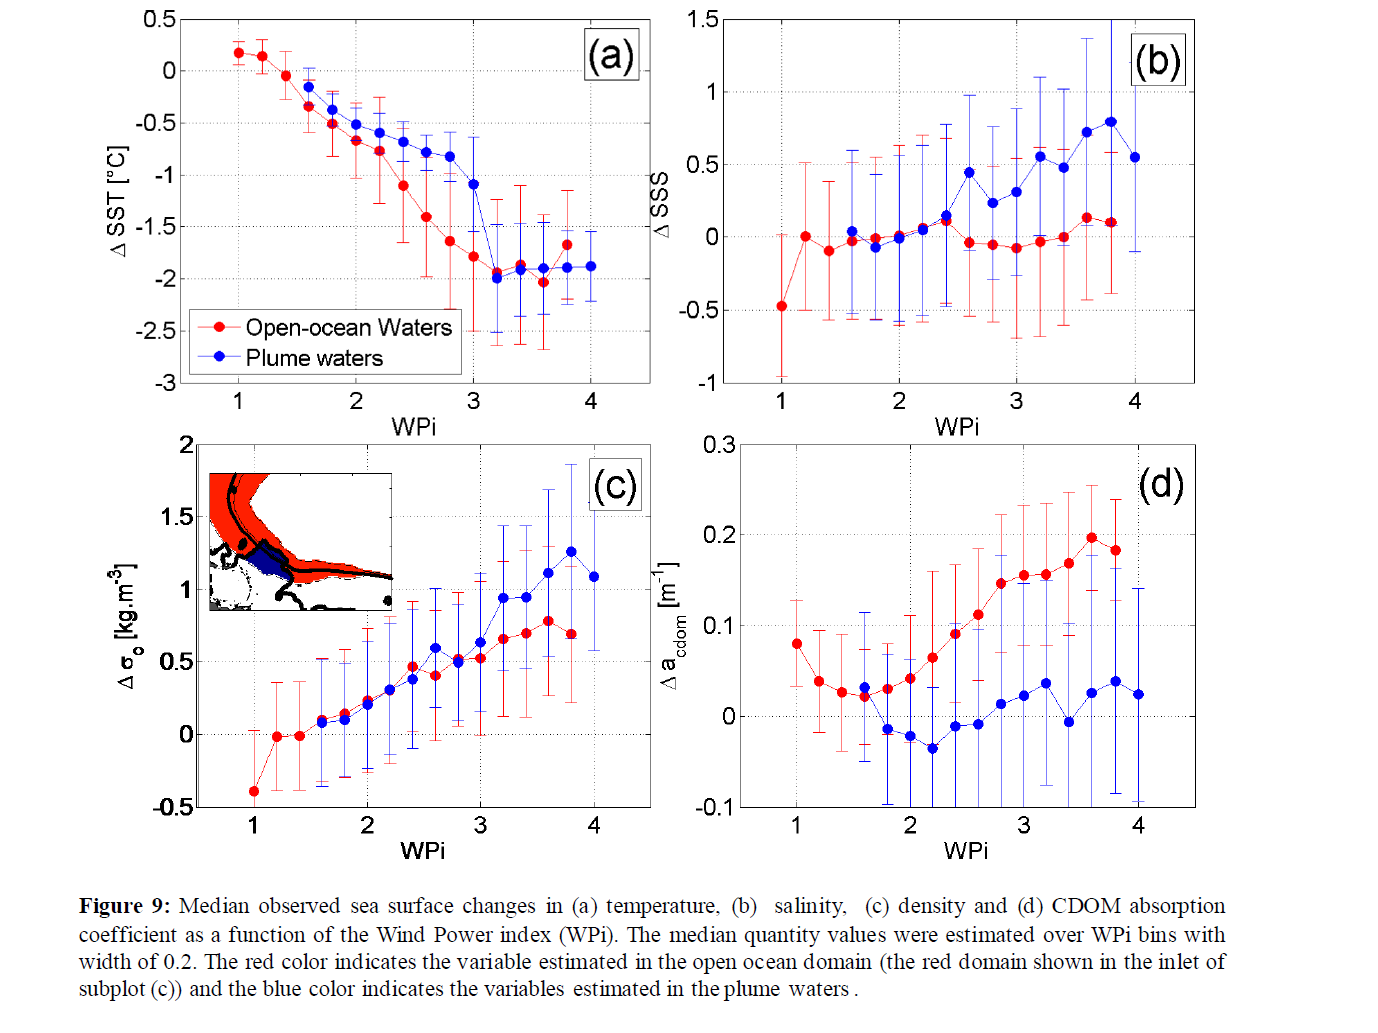 0.5
0
-0.5
-1
-1.5
-2
-2.5
-3
Δ SST [°C]
(a)
Open-ocean Waters
Plume waters
1 2 3 4
WPi
1.5
1
0.5
0
-0.5
-1
Δ SSS
(b)
1 2 3 4
WPi
2
1.5
1
0.5
0
-0.5
Δ σo [kg.m-3]
(c)
1 2 3 4
WPi
0.3
0.2
0.1
0
-0.1
Δ acdom [m-1]
(d)
1 2 3 4
WPi
Figure 9: Median observed sea surface changes in (a) temperature, (b) salinity, (c) density and (d) CDOM absorption
coefficient as a function of the Wind Power index (WPi). The median quantity values were estimated over WPi bins with
width of 0.2. The red color indicates the variable estimated in the open ocean domain (the red domain shown in the inlet of
subplot (c)) and the blue color indicates the variables estimated in the plume waters .